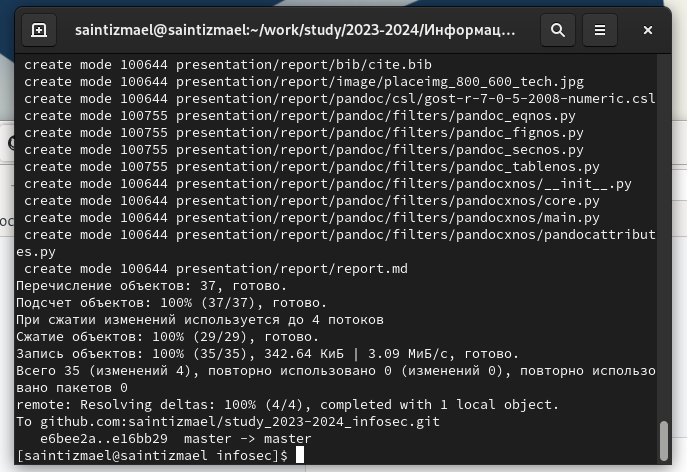 saintizmael@saintizmael:~/work/study/2023-2024/Информац…
create mode 100644 presentation/report/bib/cite.bib
create mode 100644 presentation/report/image/placeimg_800_600_tech.jpg
create mode 100644 presentation/report/pandoc/csl/gost-r-7-0-5-2008-numeric.csl
create mode 100755 presentation/report/pandoc/filters/pandoc_eqnos.py
create mode 100755 presentation/report/pandoc/filters/pandoc_fignos.py
create mode 100755 presentation/report/pandoc/filters/pandoc_secnos.py
create mode 100755 presentation/report/pandoc/filters/pandoc_tablenos.py
create mode 100644 presentation/report/pandoc/filters/pandocxnos/__init__.py
create mode 100644 presentation/report/pandoc/filters/pandocxnos/core.py
create mode 100644 presentation/report/pandoc/filters/pandocxnos/main.py
create mode 100644 presentation/report/pandoc/filters/pandocxnos/pandocattribut
es.py
create mode 100644 presentation/report/report.md
Перечисление объектов: 37, готово.
Подсчет объектов: 100% (37/37), готово.
При сжатии изменений используется до 4 потоков
Сжатие объектов: 100% (29/29), готово.
Запись объектов: 100% (35/35), 342.64 КиБ | 3.09 МиБ/с, готово.
Всего 35 (изменений 4), повторно использовано 0 (изменений 0), повторно использо
вано пакетов 0
remote: Resolving deltas: 100% (4/4), completed with 1 local object.
To github.com:saintizmael/study_2023-2024_infosec.git
e6bee2a..e16bb29  master -> master
[saintizmael@saintizmael infosec]$